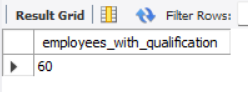 Result Grid Filter Rows:
employees_with_qualification
60